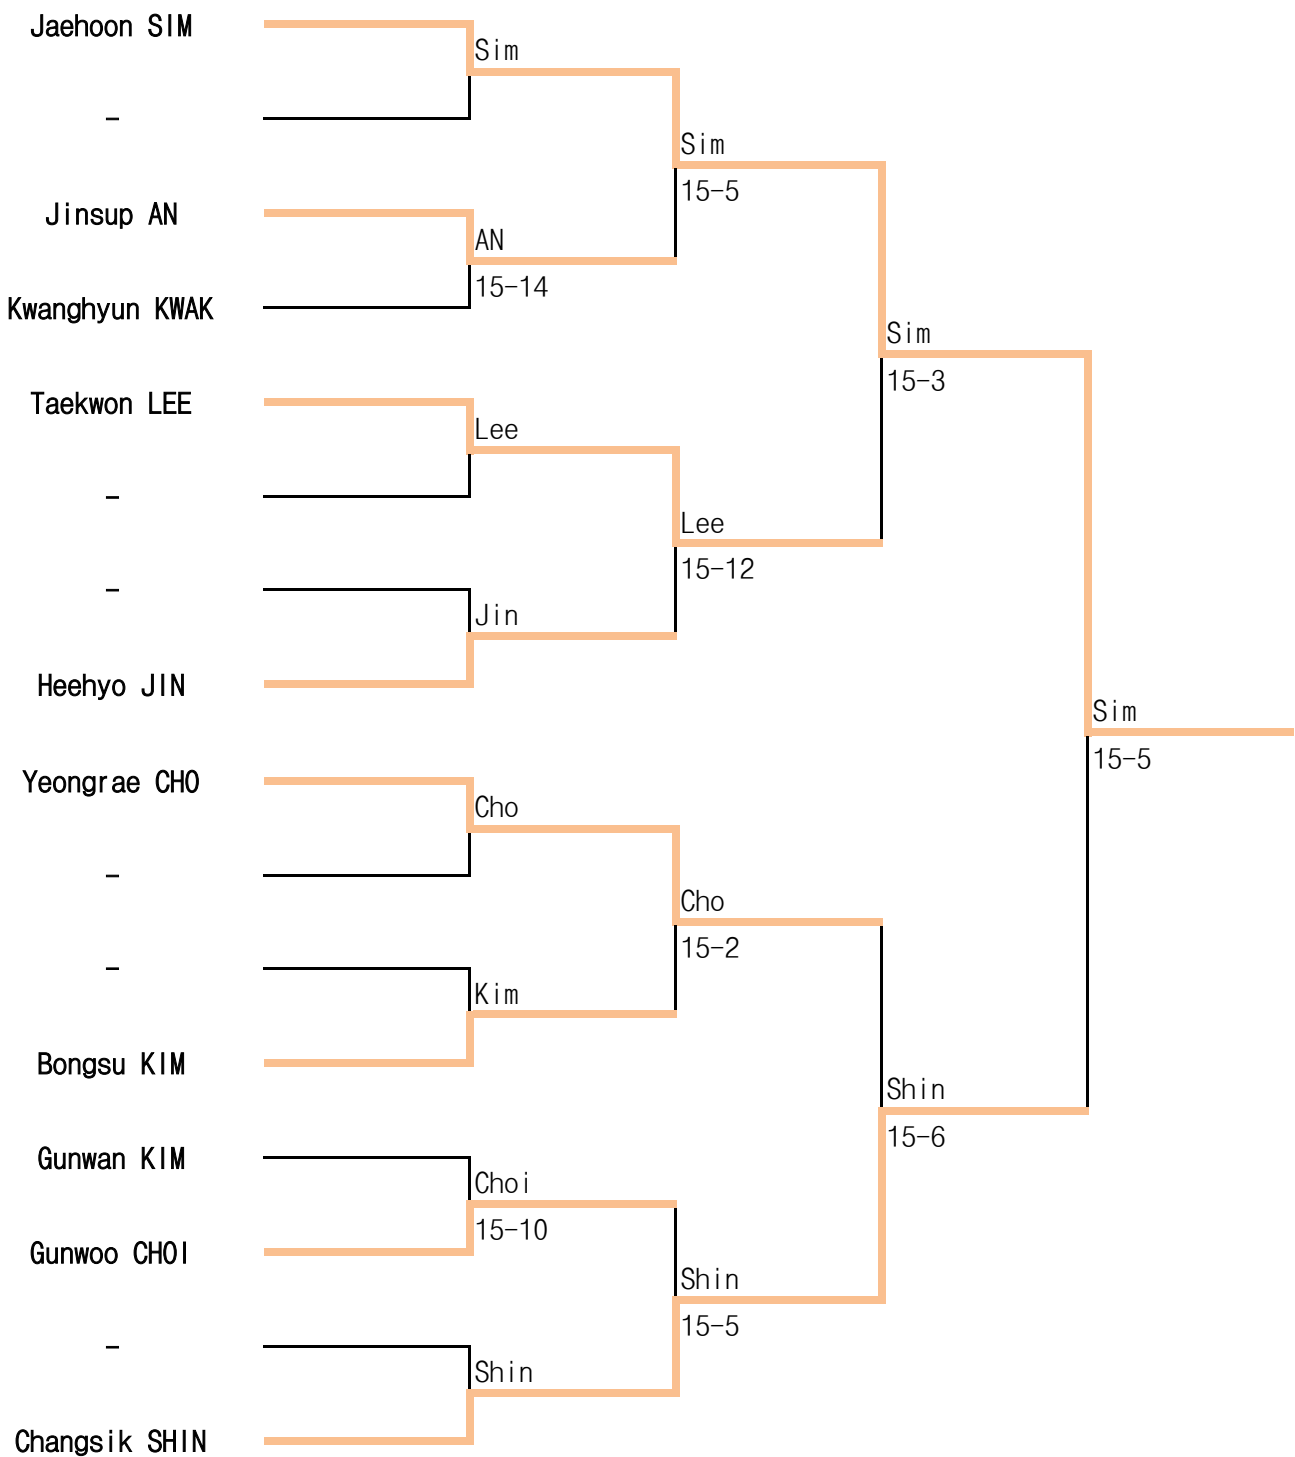 Jaehoon SIM
Sim
-
Sim
15-5
Jinsup AN
AN
15-14
Kwanghyun KWAK
Sim
15-3
Taekwon LEE
Lee
-
Lee
15-12
-
Jin
Heehyo JIN
Sim
15-5
Yeongrae CHO
Cho
-
Cho
15-2
-
Kim
Bongsu KIM
Shin
15-6
Gunwan KIM
Choi
15-10
Gunwoo CHOI
Shin
15-5
-
Shin
Changsik SHIN